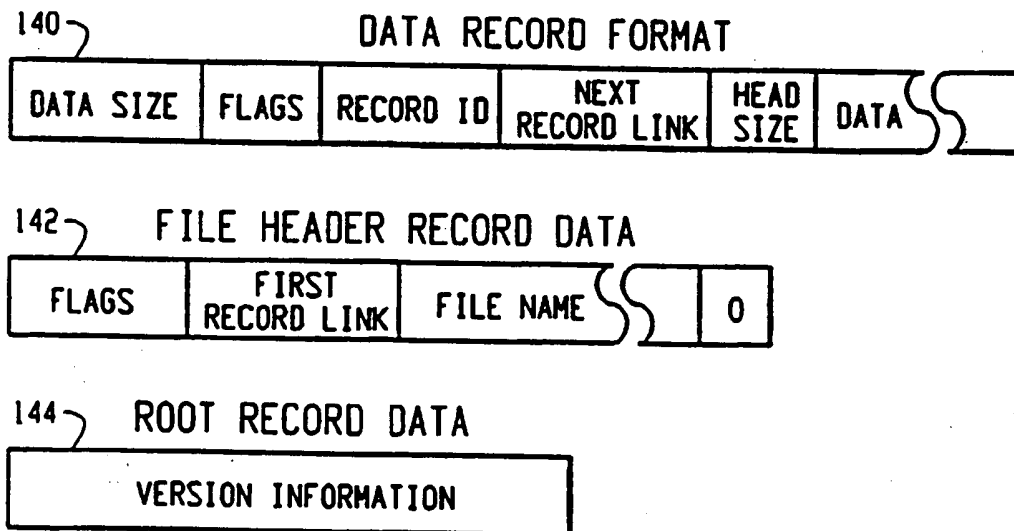 140
DATA RECORD FORMAT
DATA SIZE FLAGS RECORD ID NEXT RECORD LINK HEAD SIZE DATA
142
FILE HEADER RECORD DATA
FLAGS FIRST RECORD LINK FILE NAME 0
144
ROOT RECORD DATA
VERSION INFORMATION